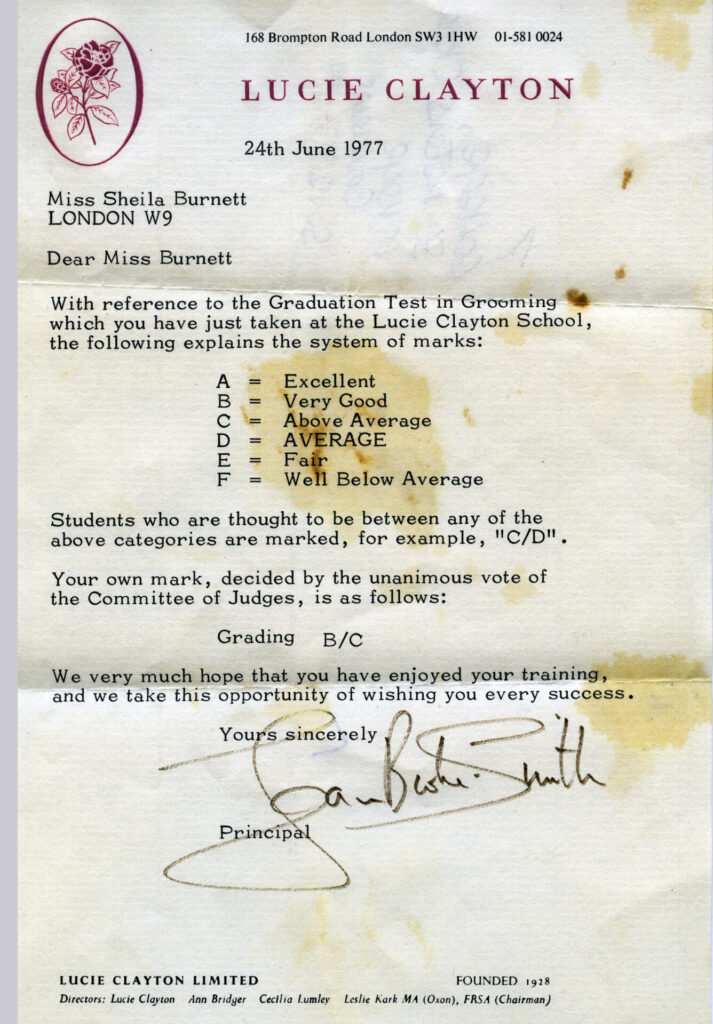 168 Brompton Road London SW3 1HW 01-581 0024
LUCIE CLAYTON
24th June 1977
Miss Sheila Burnett
LONDON W9
Dear Miss Burnett
With reference to the Graduation Test in Grooming
which you have just taken at the Lucie Clayton School,
the following explains the system of marks:
A = Excellent
B = Very Good
C = Above Average
D = AVERAGE
E = Fair
F = Well Below Average
Students who are thought to be between any of the
above categories are marked, for example, "C/D".
Your own mark, decided by the unanimous vote of
the Committee of Judges, is as follows:
Grading B/C
We very much hope that you have enjoyed your training,
and we take this opportunity of wishing you every success.
Yours sincerely
Smith
Principal
LUCIE CLAYTON LIMITED FOUNDED 1928
Directors: Lucie Clayton Ann Bridger Cecilia Lumley Leslie Kark MA (Oxon), FRSA (Chairman)